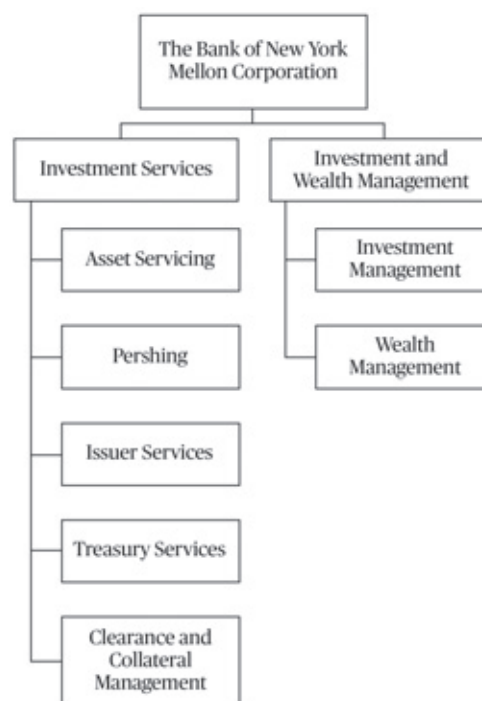 The Bank of New York
Mellon Corporation
Investment Services
Investment and
Wealth Management
Asset Servicing
Investment
Management
Pershing
Wealth
Management
Issuer Services
Treasury Services
Clearance and
Collateral
Management